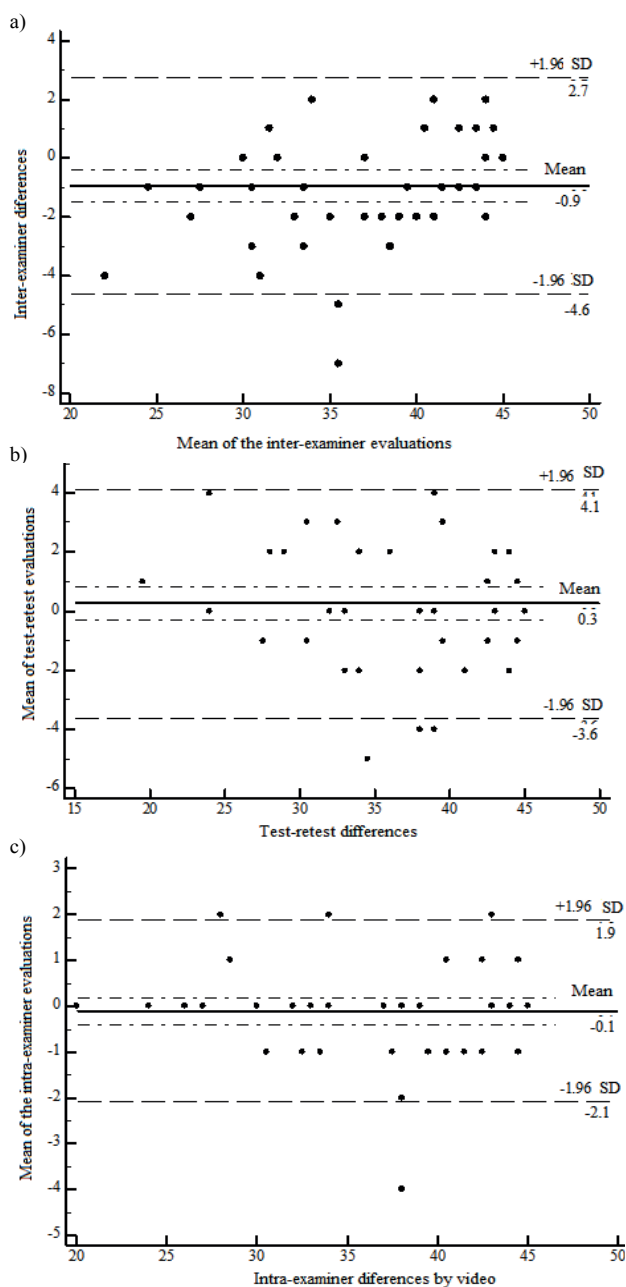 a)
4
+1.96 SD
2.7
2
0
Mean
-0.9
-2
-4
-1.96 SD
-4.6
-6
-8
20 25 30 35 40 45 50
Inter-examiner diferences
Mean of the inter-examiner evaluations
b)
4
+1.96 SD
4.1
2
Mean
0
0.3
-2
-1.96 SD
-3.6
-4
-6
15 20 25 30 35 40 45 50
Mean of test-retest evaluations
Test-retest differences
c)
3
2
+1.96 SD
1.9
1
Mean
0
-0.1
-1
-1.96 SD
-2
-2.1
-3
-4
-5
20 25 30 35 40 45 50
Mean of the intra-examiner evaluations
Intra-examiner diferences by video